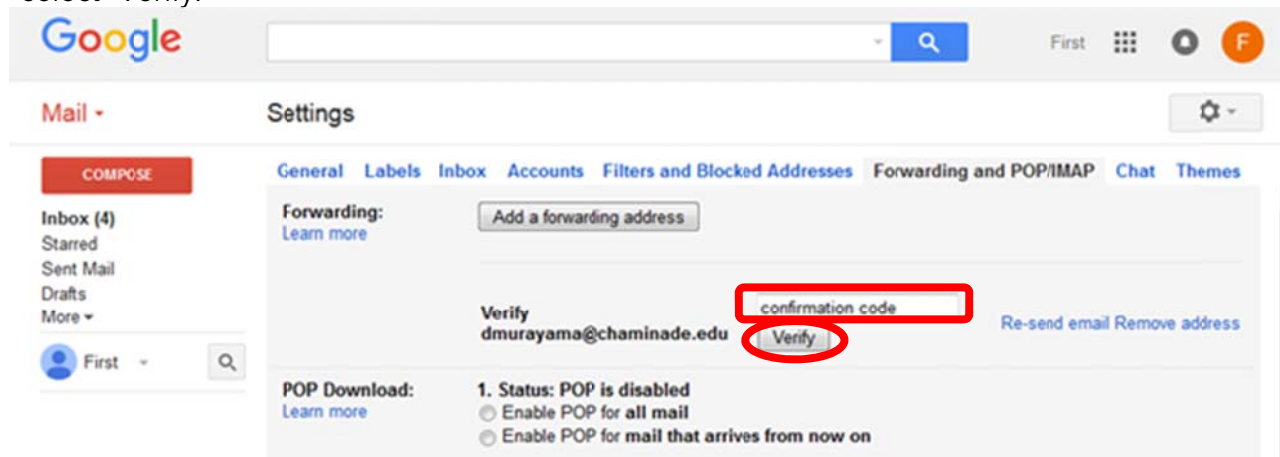 select "Verify."
Google
First
F
Mail
Settings
COMPOSE
General Labels Inbox Accounts Filters and Blocked Addresses Forwarding and POP/IMAP Chat Themes
Inbox (4)
Starred
Sent Mail
Drafts
More
First
Forwarding:
Learn more
Add a forwarding address
Verify
dmurayama@chaminade.edu
confirmation code
Verify
Re-send email Remove address
POP Download:
Learn more
1. Status: POP is disabled
Enable POP for all mail
Enable POP for mail that arrives from now on